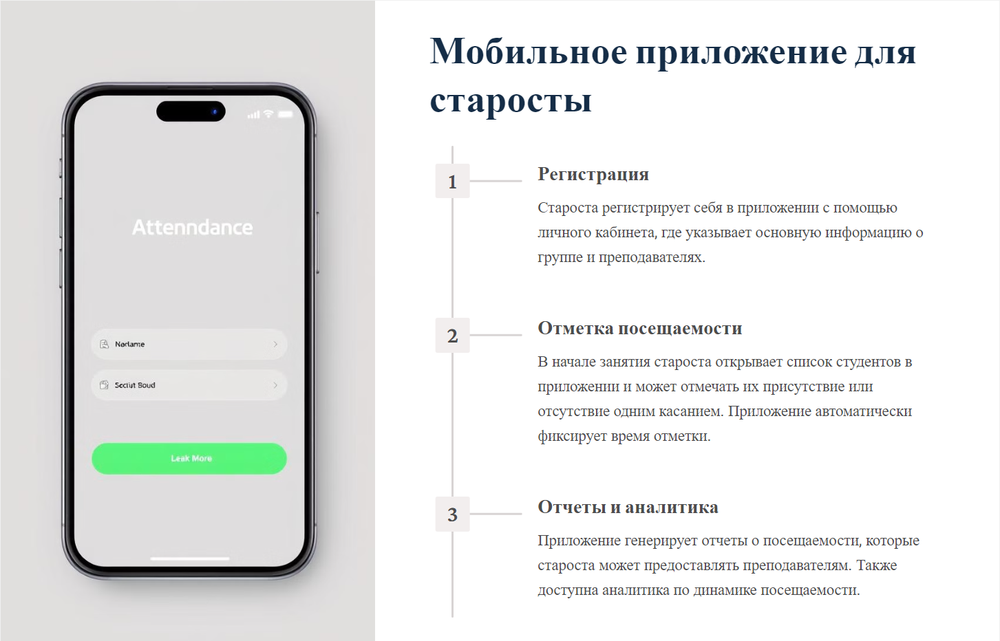 Мобильное приложение для
старосты
Attenndance
Nørlame
Scclut Boud
Leak More
1
Регистрация
Староста регистрирует себя в приложении с помощью
личного кабинета, где указывает основную информацию о
группе и преподавателях.
2
Отметка посещаемости
В начале занятия староста открывает список студентов в
приложении и может отмечать их присутствие или
отсутствие одним касанием. Приложение автоматически
фиксирует время отметки.
3
Отчеты и аналитика
Приложение генерирует отчеты о посещаемости, которые
староста может предоставлять преподавателям. Также
доступна аналитика по динамике посещаемости.